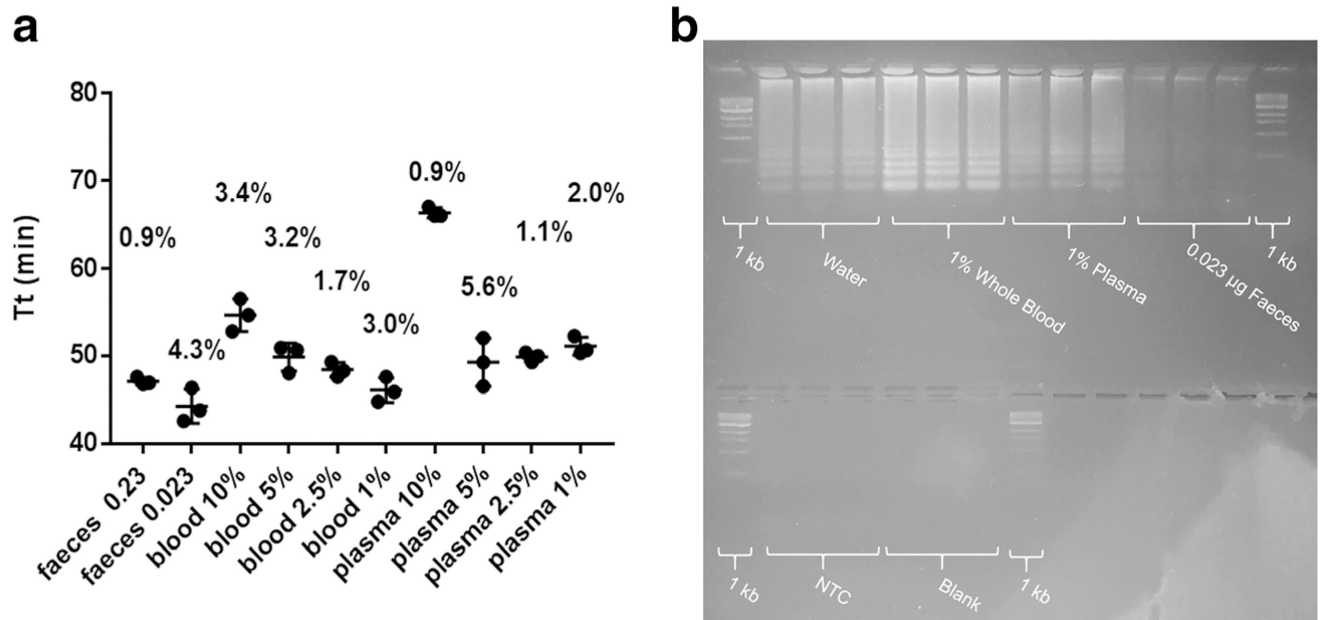 a
b
80
70
60
50
40
Tt (min)
0.9%
4.3%
3.4%
3.2%
1.7%
3.0%
0.9%
5.6%
1.1%
2.0%
faeces 0.23
faeces 0.023
blood 10%
blood 5%
blood 2.5%
blood 1%
plasma 10%
plasma 5%
plasma 2.5%
plasma 1%
1 kb
Water
1% Whole Blood
1% Plasma
0.023 µg Faeces
1 kb
1 kb
NTC
Blank
1 kb